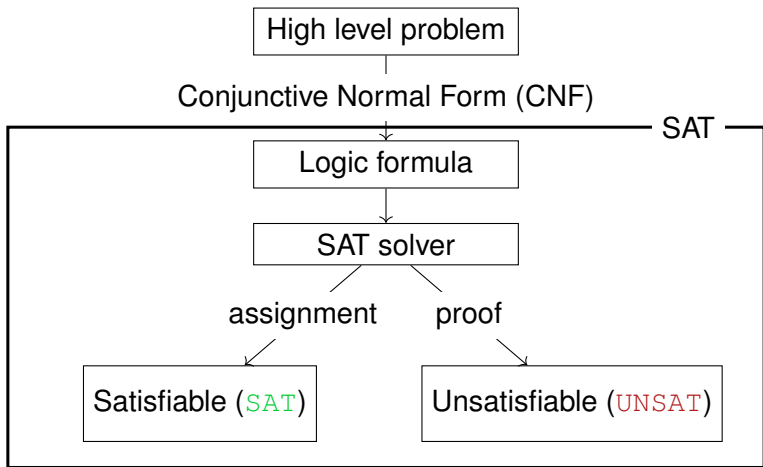 High level problem
Conjunctive Normal Form (CNF)
SAT
Logic formula
SAT solver
assignment
proof
Satisfiable (SAT)
Unsatisfiable (UNSAT)